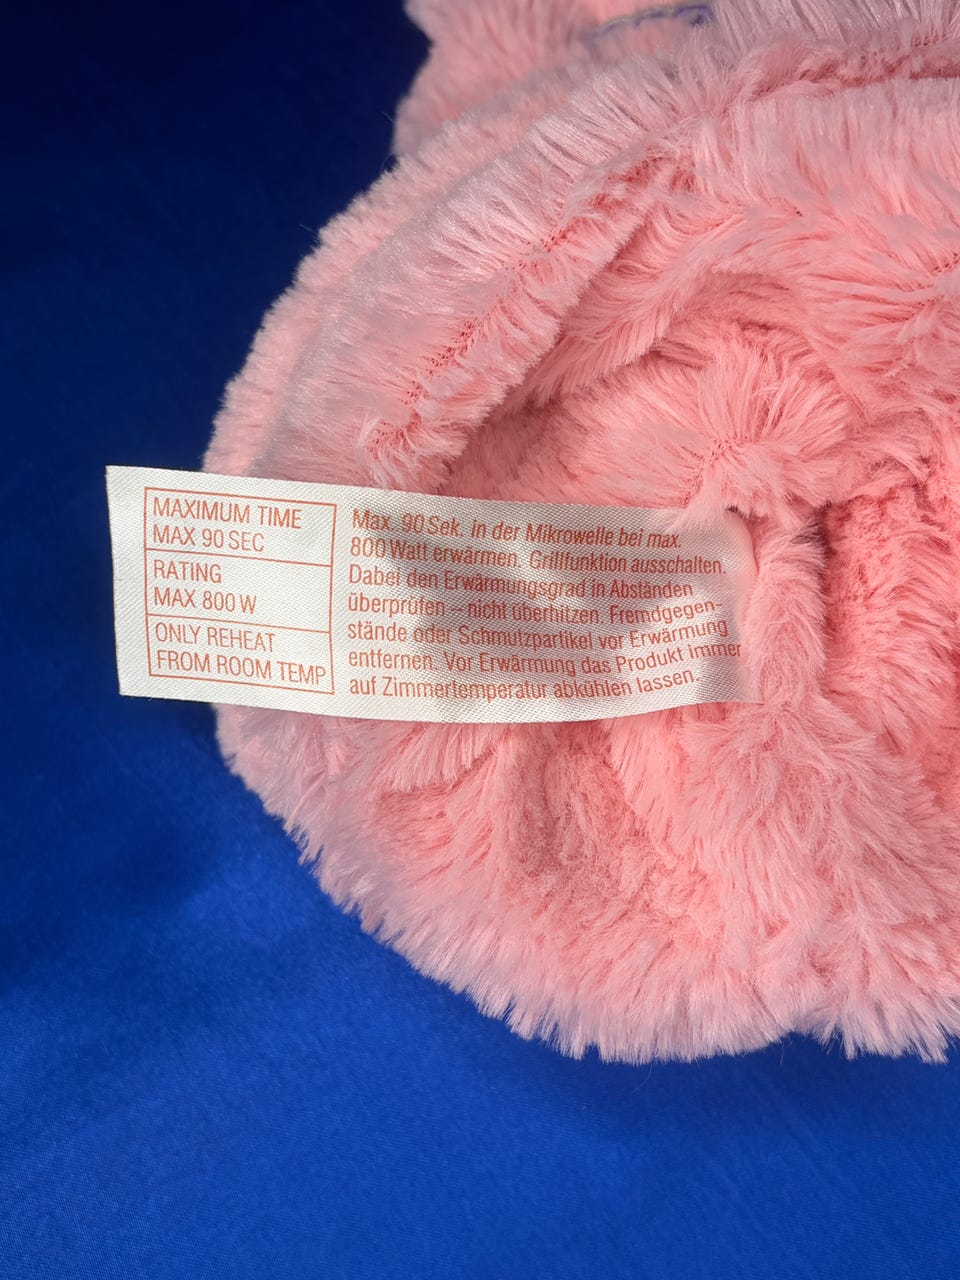 MAXIMUM TIME
MAX 90 SEC
RATING
MAX 800 W
ONLY REHEAT
FROM ROOM TEMP
Max. 90 Sek. in der Mikrowelle bei max.
800 Watt erwärmen. Grillfunktion ausschalten.
Dabei den Erwärmungsgrad in Abständen
überprüfen – nicht überhitzen. Fremdgegen-
stände oder Schmutzpartikel vor Erwärmung
entfernen. Vor Erwärmung das Produkt immer
auf Zimmertemperatur abkühlen lassen.